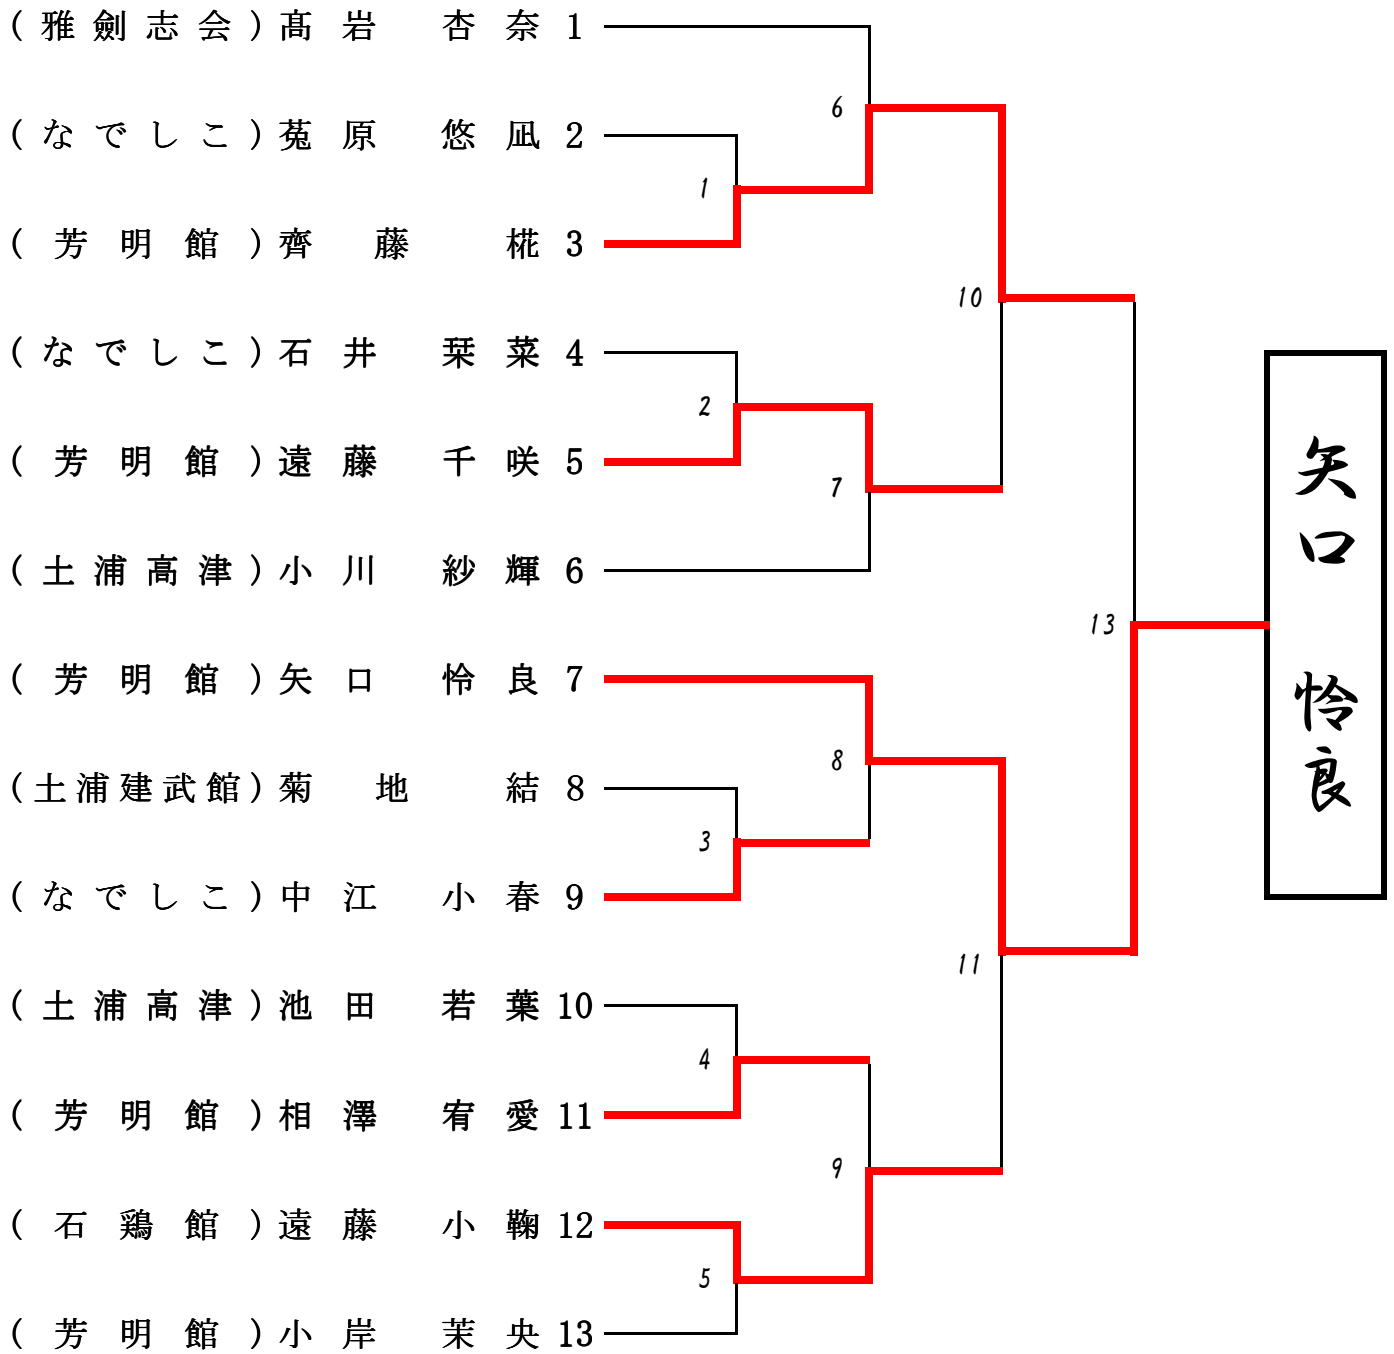 (雅劍志会)髙岩 杏奈 1
6
(なでしこ)菟原 悠凪 2
1
(芳明館)齊藤 椛 3
10
(なでしこ)石井 栞菜 4
2
(芳明館)遠藤 千咲 5
7
(土浦高津)小川 紗輝 6
13
(芳明館)矢口 怜良 7
8
(土浦建武館)菊地 結 8
3
(なでしこ)中江 小春 9
11
(土浦高津)池田 若葉 10
4
(芳明館)相澤 宥愛 11
9
(石鶏館)遠藤 小鞠 12
5
(芳明館)小岸 茉央 13
矢口 怜良